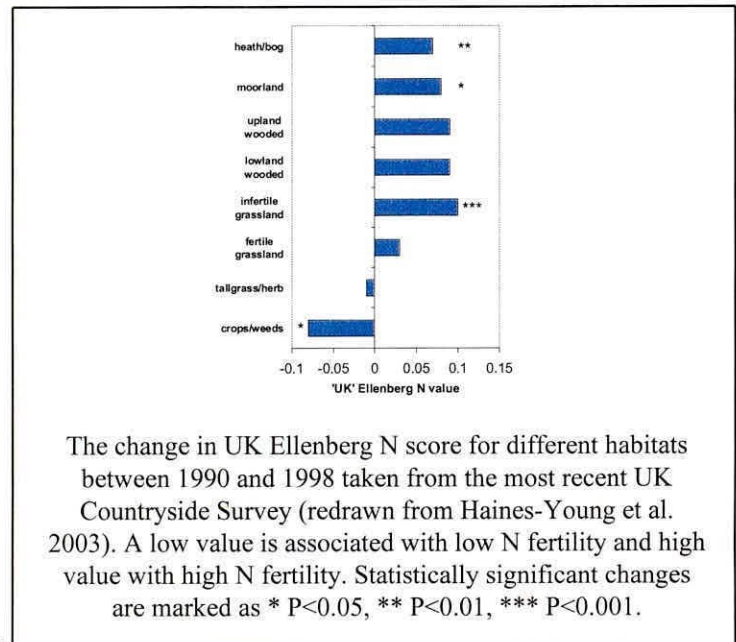 heath/bog
**
moorland
*
upland
wooded
lowland
wooded
infertile
grassland
***
fertile
grassland
tallgrass/herb
crops/weeds
*
-0.1 -0.05 0 0.05 0.1 0.15
'UK' Ellenberg N value
The change in UK Ellenberg N score for different habitats
between 1990 and 1998 taken from the most recent UK
Countryside Survey (redrawn from Haines-Young et al.
2003). A low value is associated with low N fertility and high
value with high N fertility. Statistically significant changes
are marked as * P<0.05, ** P<0.01, *** P<0.001.